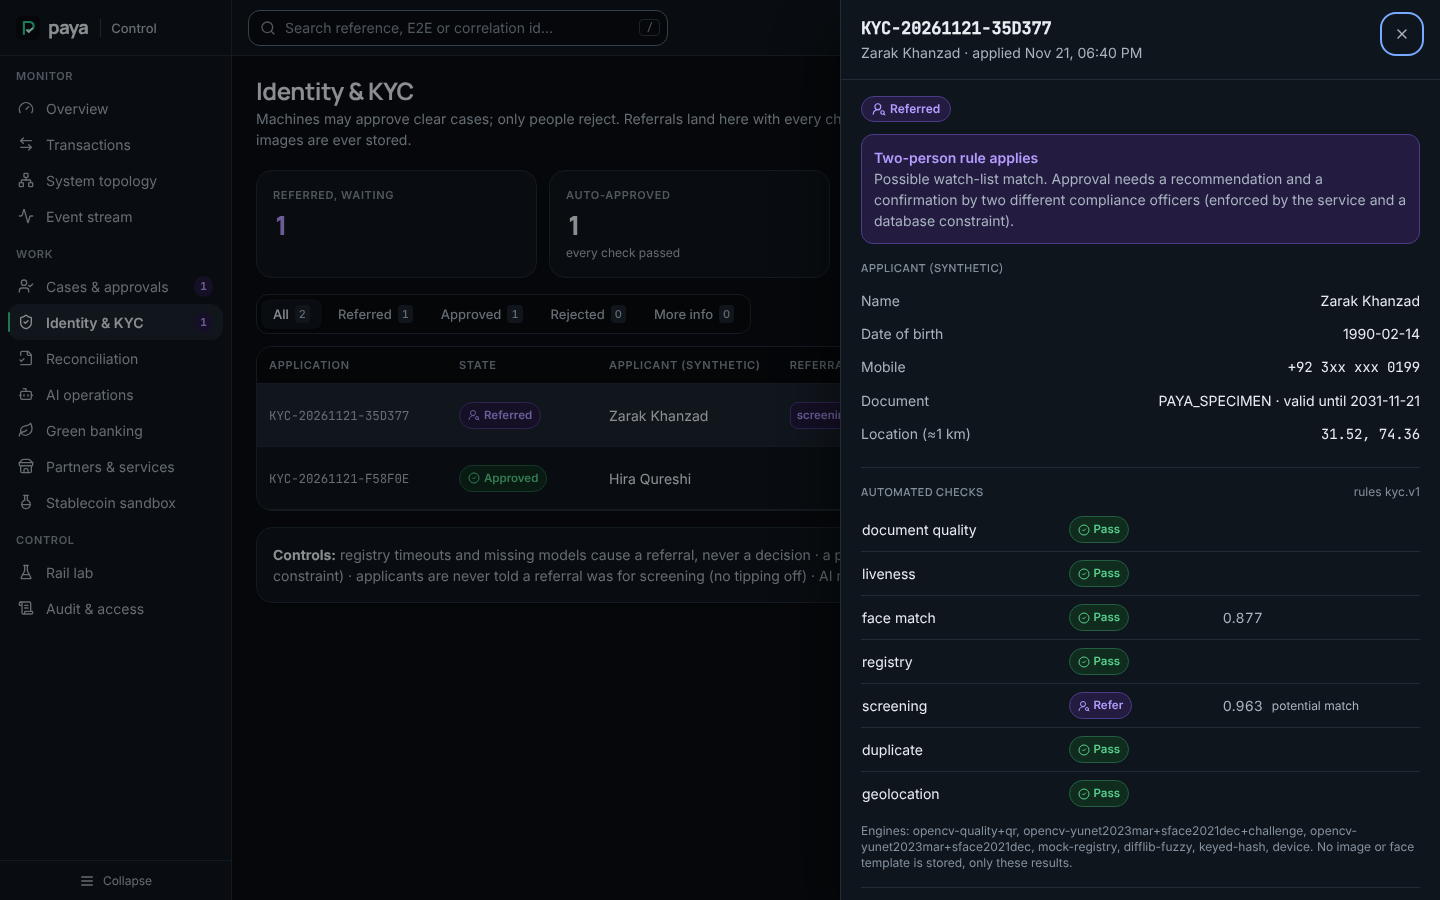 paya
Control
Search reference, E2E or correlation id...
/
MONITOR
Overview
Transactions
System topology
Event stream
WORK
Cases & approvals 1
Identity & KYC 1
Reconciliation
AI operations
Green banking
Partners & services
Stablecoin sandbox
CONTROL
Rail lab
Audit & access
Collapse
Identity & KYC
Machines may approve clear cases; only people reject. Referrals land here with every
images are ever stored.
REFERRED, WAITING
1
AUTO-APPROVED
1
every check passed
All 2 Referred 1 Approved 1 Rejected 0 More info 0
APPLICATION STATE APPLICANT (SYNTHETIC)
KYC-20261121-35D377 Referred Zarak Khanzad
KYC-20261121-F58F0E Approved Hira Qureshi
Controls: registry timeouts and missing models cause a referral, never a decision · a
constraint) · applicants are never told a referral was for screening (no tipping off) · AI
KYC-20261121-35D377
Zarak Khanzad · applied Nov 21, 06:40 PM
Referred
Two-person rule applies
Possible watch-list match. Approval needs a recommendation and a
confirmation by two different compliance officers (enforced by the service and a
database constraint).
APPLICANT (SYNTHETIC)
Name Zarak Khanzad
Date of birth 1990-02-14
Mobile +92 3xx xxx 0199
Document PAYA_SPECIMEN · valid until 2031-11-21
Location (≈1 km) 31.52, 74.36
AUTOMATED CHECKS rules kyc.v1
document quality Pass
liveness Pass
face match Pass 0.877
registry Pass
screening Refer 0.963 potential match
duplicate Pass
geolocation Pass
Engines: opencv-quality+qr, opencv-yunet2023mar+sface2021dec+challenge, opencv-
yunet2023mar+sface2021dec, mock-registry, difflib-fuzzy, keyed-hash, device. No image or face
template is stored, only these results.